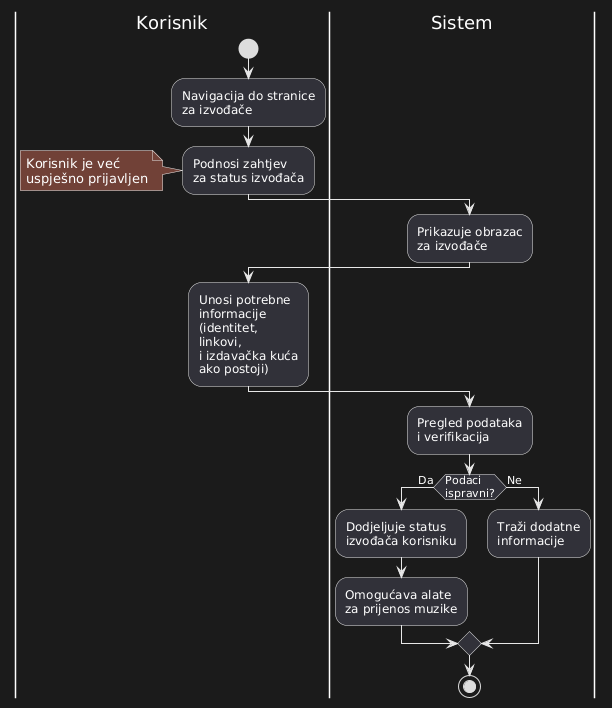 Korisnik
Sistem
Navigacija do stranice
za izvođače
Korisnik je već
uspješno prijavljen
Podnosi zahtjev
za status izvođača
Prikazuje obrazac
za izvođače
Unosi potrebne
informacije
(identitet,
linkovi,
i izdavačka kuća
ako postoji)
Pregled podataka
i verifikacija
Da
Podaci
ispravni?
Ne
Dodjeljuje status
izvođača korisniku
Traži dodatne
informacije
Omogućava alate
za prijenos muzike